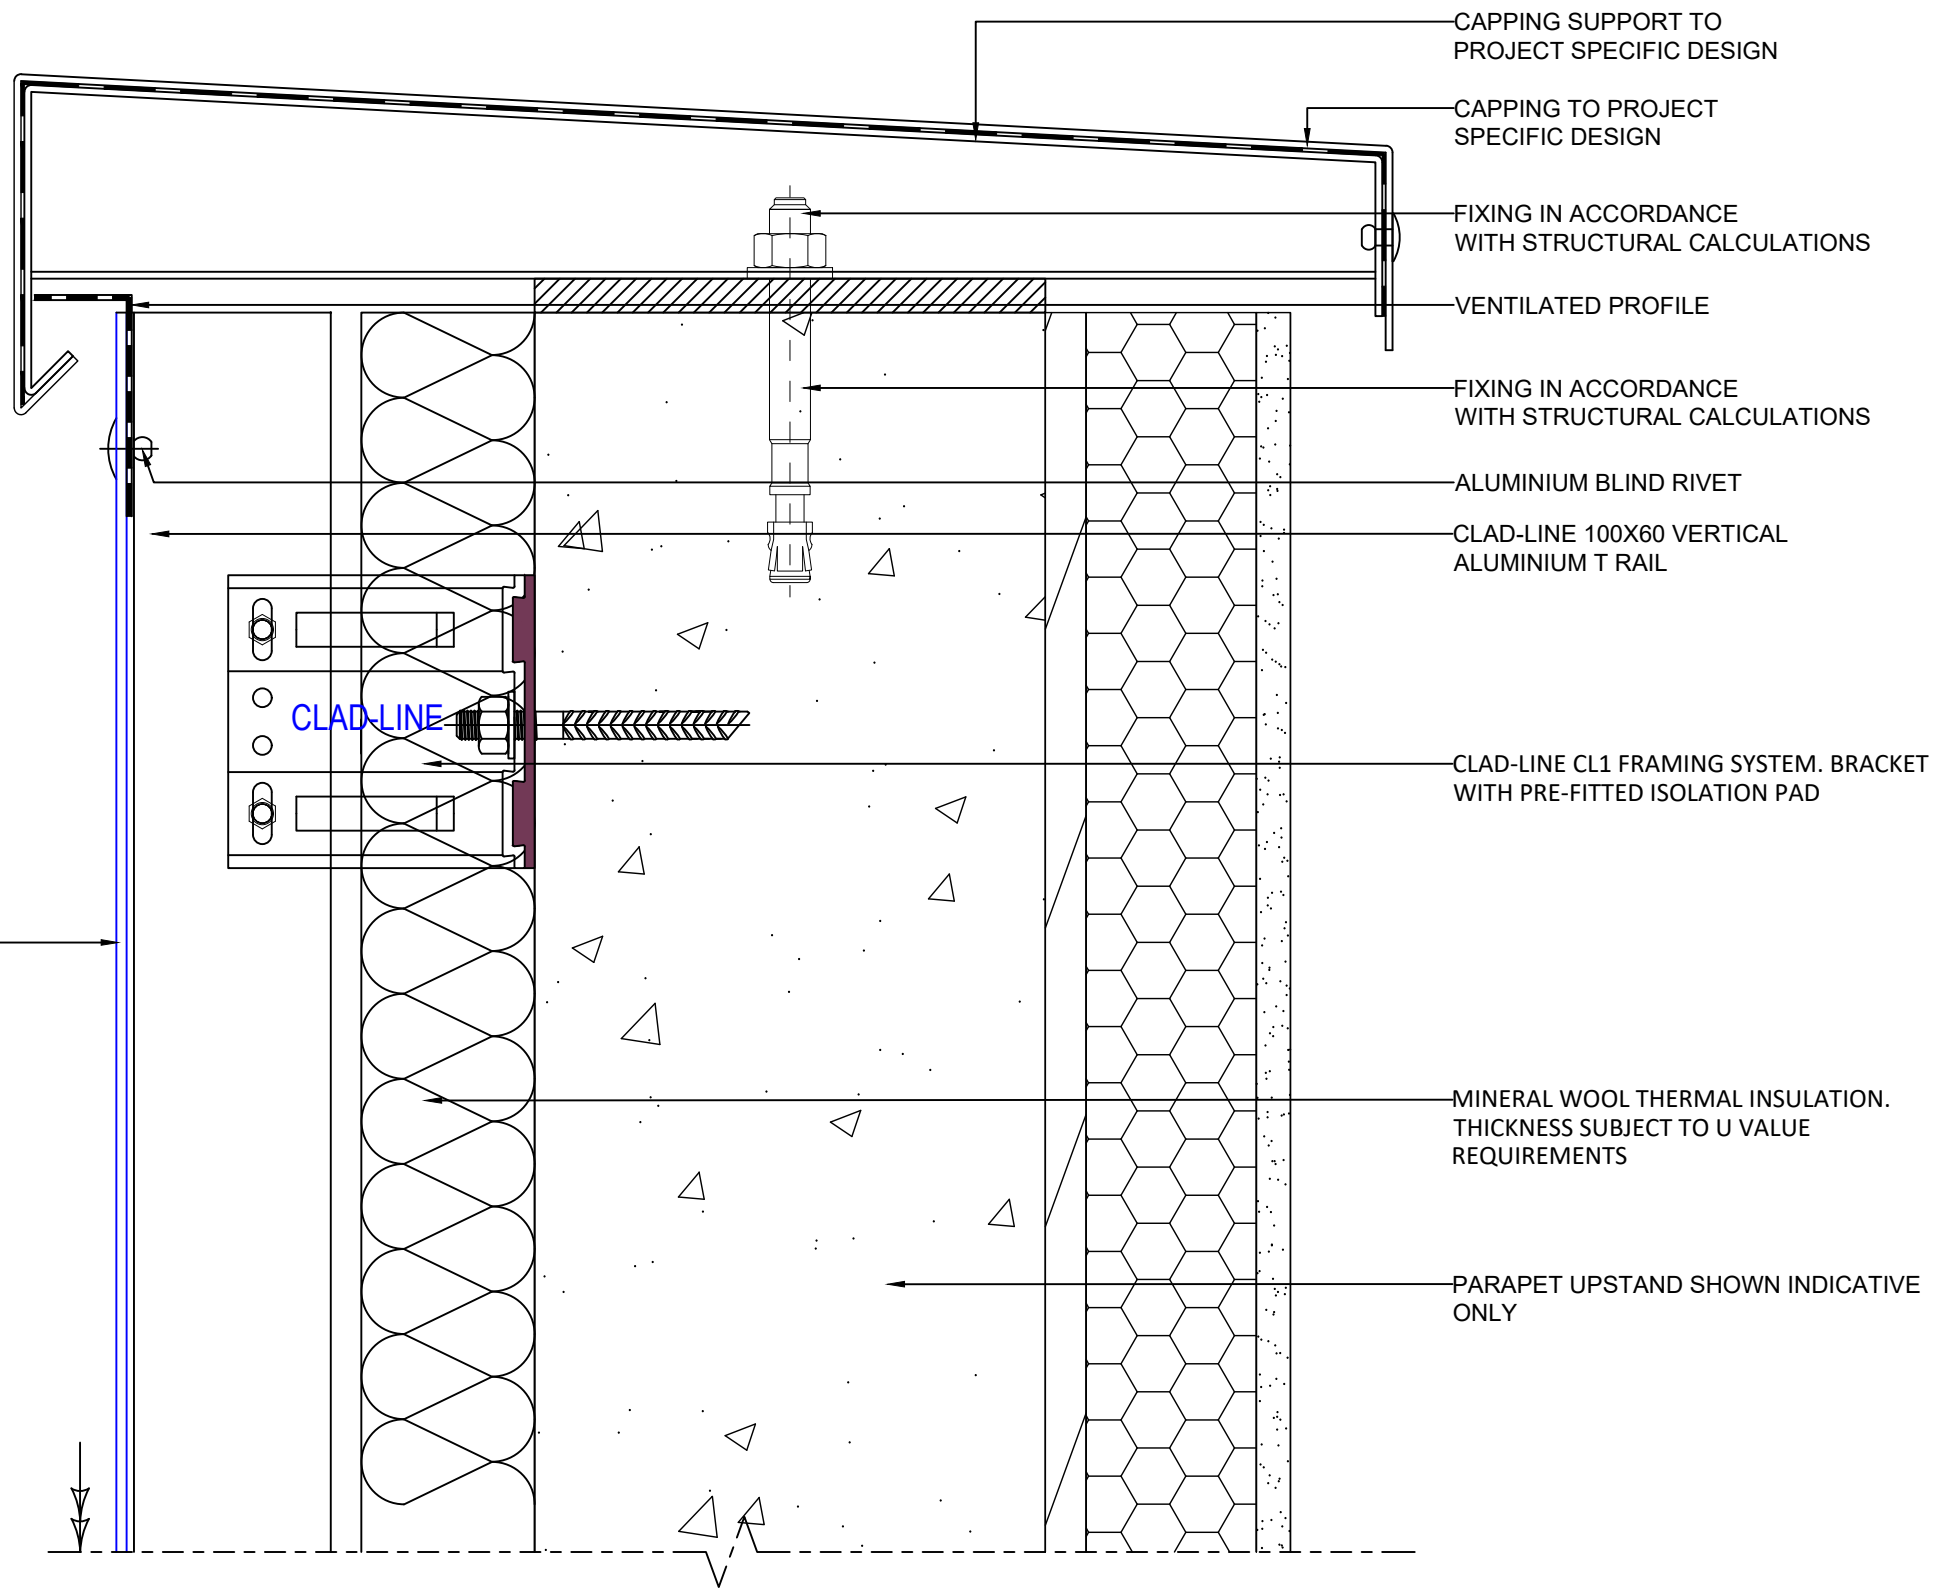 CAPPING SUPPORT TO
PROJECT SPECIFIC DESIGN
CAPPING TO PROJECT
SPECIFIC DESIGN
FIXING IN ACCORDANCE
WITH STRUCTURAL CALCULATIONS
VENTILATED PROFILE
FIXING IN ACCORDANCE
WITH STRUCTURAL CALCULATIONS
ALUMINIUM BLIND RIVET
CLAD-LINE 100X60 VERTICAL
ALUMINIUM T RAIL
CLAD-LINE
CLAD-LINE CL1 FRAMING SYSTEM. BRACKET
WITH PRE-FITTED ISOLATION PAD
MINERAL WOOL THERMAL INSULATION.
THICKNESS SUBJECT TO U VALUE
REQUIREMENTS
PARAPET UPSTAND SHOWN INDICATIVE
ONLY